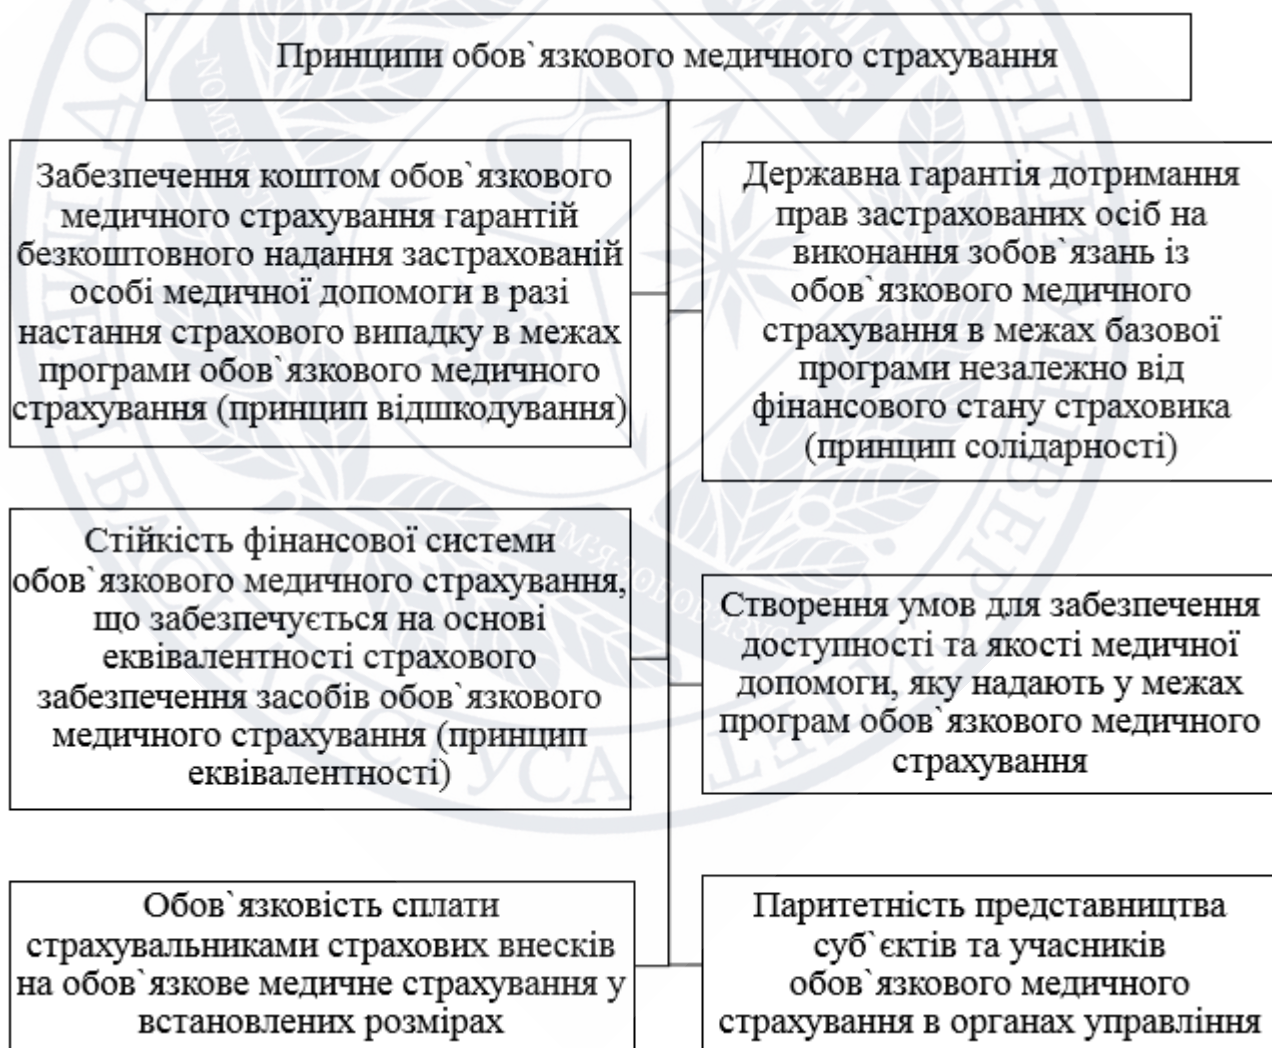 Принципи обов`язкового медичного страхування
Забезпечення коштом обов`язкового
медичного страхування гарантій
безкоштовного надання застрахованій
особі медичної допомоги в разі
настання страхового випадку в межах
програми обов`язкового медичного
страхування (принцип відшкодування)
Державна гарантія дотримання
прав застрахованих осіб на
виконання зобов`язань із
обов`язкового медичного
страхування в межах базової
програми незалежно від
фінансового стану страховика
(принцип солідарності)
Стійкість фінансової системи
обов`язкового медичного страхування,
що забезпечується на основі
еквівалентності страхового
забезпечення засобів обов`язкового
медичного страхування (принцип
еквівалентності)
Створення умов для забезпечення
доступності та якості медичної
допомоги, яку надають у межах
програм обов`язкового медичного
страхування
Обов`язковість сплати
страхувальниками страхових внесків
на обов`язкове медичне страхування у
встановлених розмірах
Паритетність представництва
суб`єктів та учасників
обов`язкового медичного
страхування в органах управління